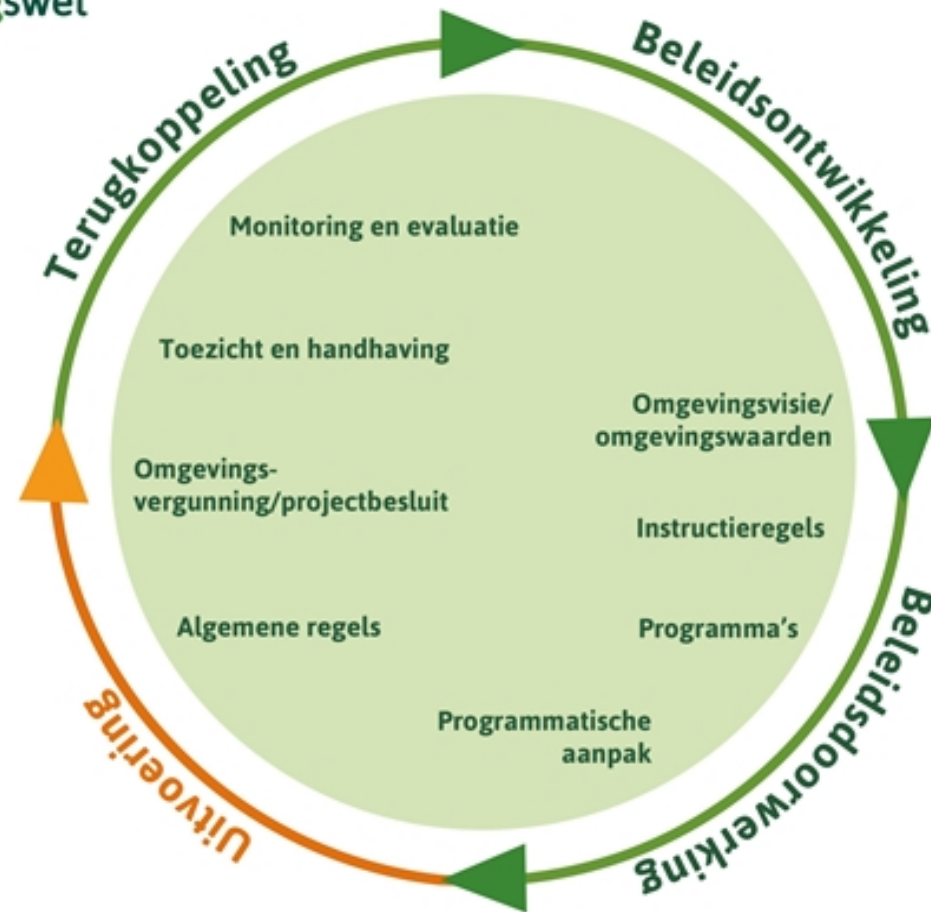 Terugkoppeling
Beleidsontwikkeling
Monitoring en evaluatie
Toezicht en handhaving
Omgevingsvisie/
omgevingswaarden
Omgevings-
vergunning/projectbesluit
Instructieregels
Algemene regels
Programma's
Programmatische
aanpak
Uitvoering
Beleidsdoorwerking